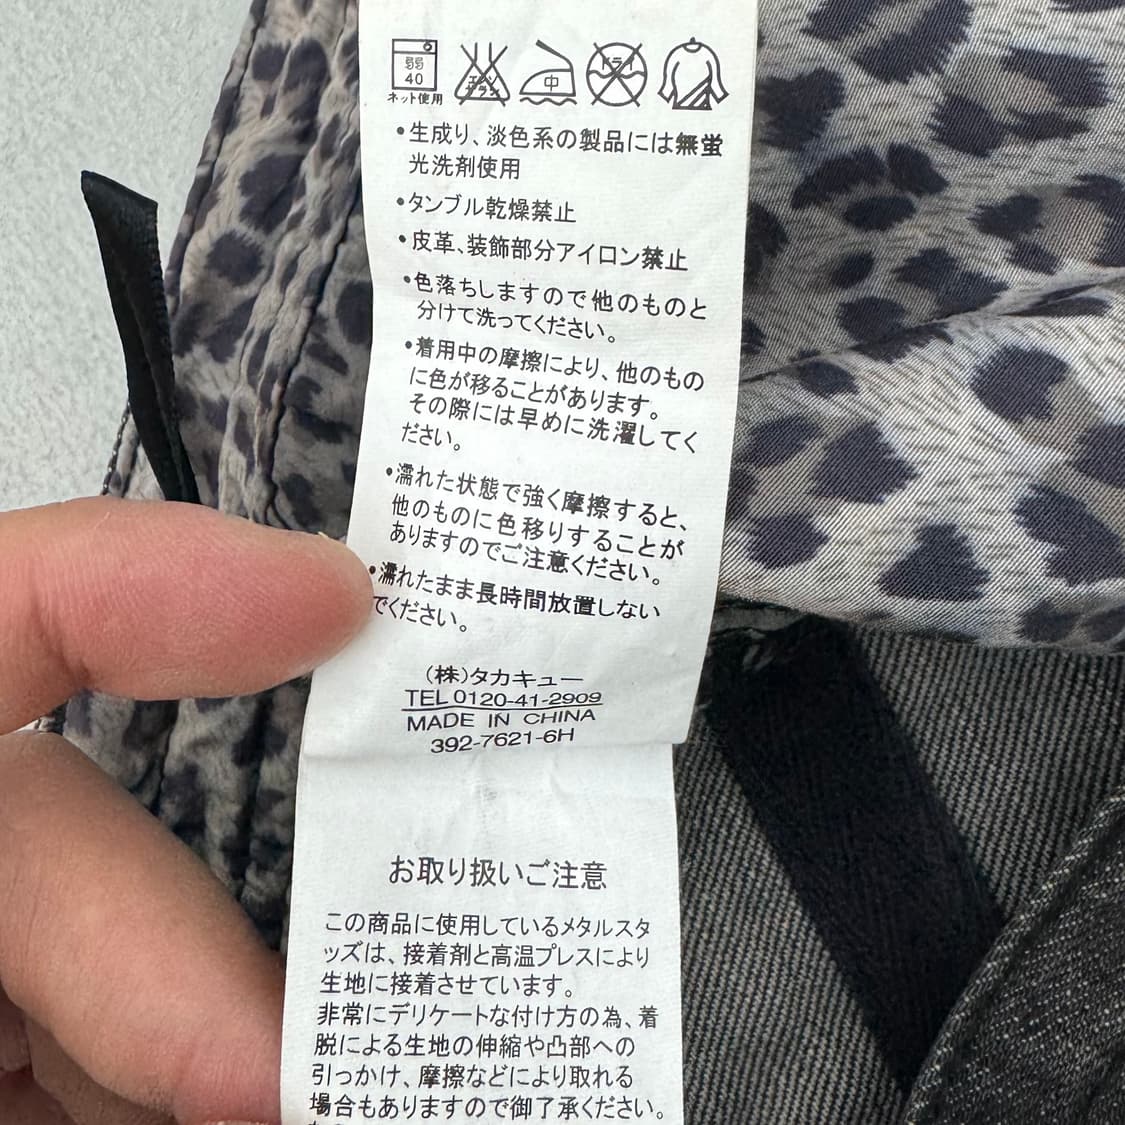 弱
40
ネット使用
エンソ
サラシ
中
ドライ
•生成り、淡色系の製品には無蛍
光洗剤使用
•タンブル乾燥禁止
•皮革、装飾部分アイロン禁止
•色落ちしますので他のものと
分けて洗ってください。
•着用中の摩擦により、他のもの
に色が移ることがあります。
その際には早めに洗濯してく
ださい。
•濡れた状態で強く摩擦すると、
他のものに色移りすることが
ありますのでご注意ください。
•濡れたまま長時間放置しない
でください。
(株)タカキュー
TEL 0120-41-2909
MADE IN CHINA
392-7621-6H
お取り扱いご注意
この商品に使用しているメタルスタ
ッズは、接着剤と高温プレスにより
生地に接着させています。
非常にデリケートな付け方の為、着
脱による生地の伸縮や凸部への
引っかけ、摩擦などにより取れる
場合もありますので御了承ください。